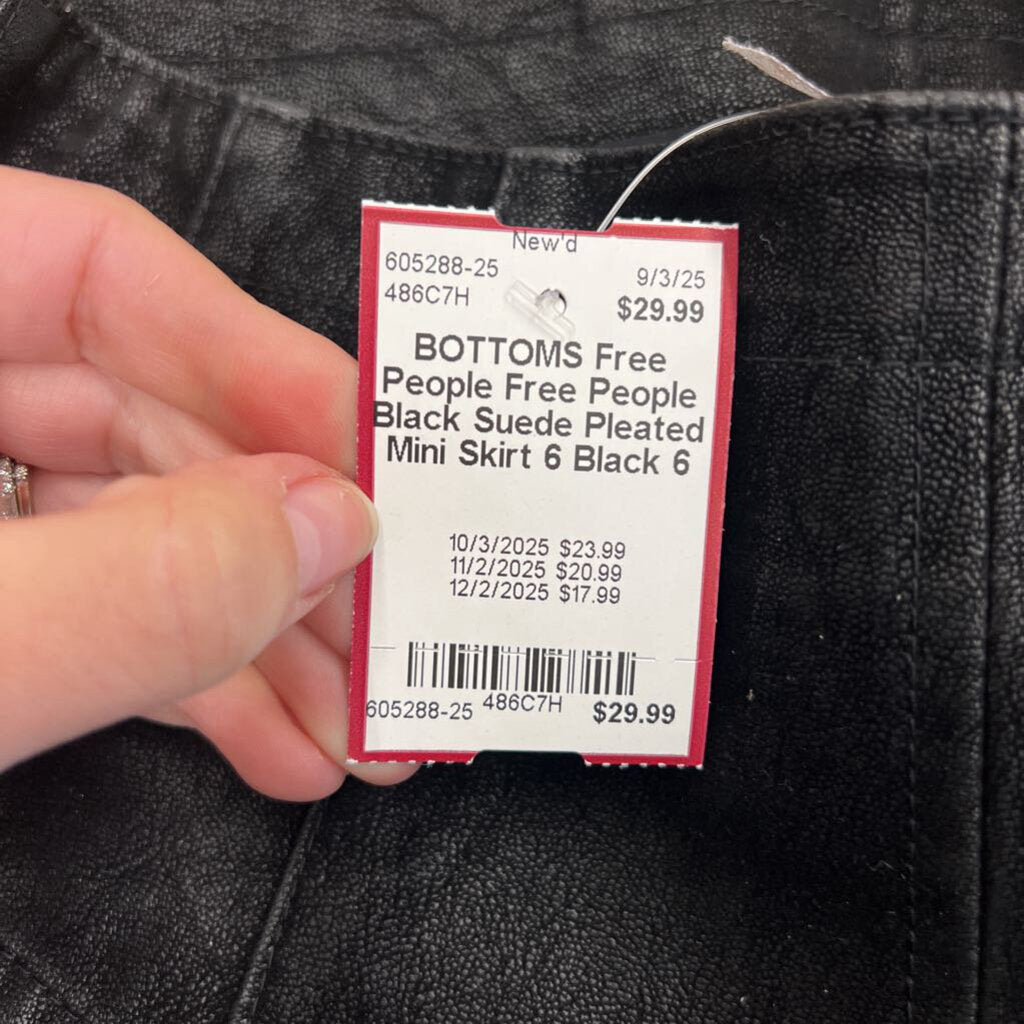 New'd
605288-25 9/3/25
486C7H $29.99
BOTTOMS Free
People Free People
Black Suede Pleated
Mini Skirt 6 Black 6
10/3/2025 $23.99
11/2/2025 $20.99
12/2/2025 $17.99
605288-25 486C7H $29.99